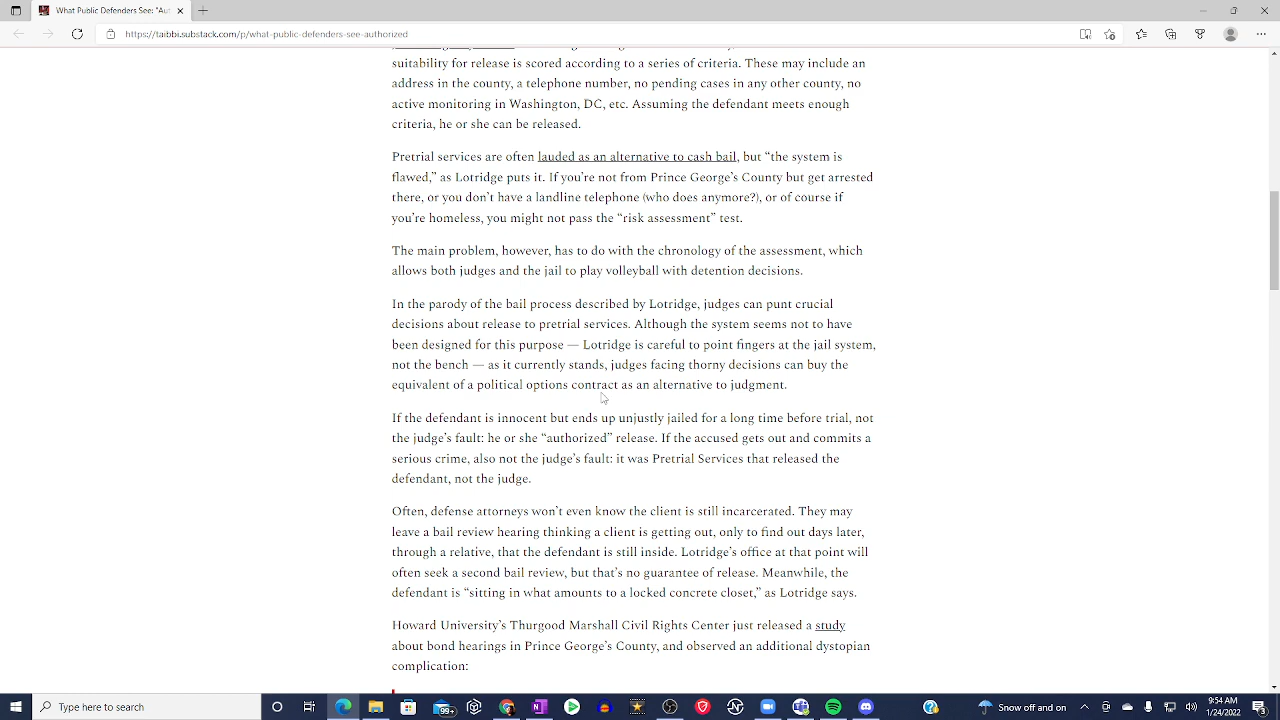 What Public Defenders See: "Aut
https://taibbi.substack.com/p/what-public-defenders-see-authorized
suitability for release is scored according to a series of criteria. These may include an
address in the county, a telephone number, no pending cases in any other county, no
active monitoring in Washington, DC, etc. Assuming the defendant meets enough
criteria, he or she can be released.
Pretrial services are often lauded as an alternative to cash bail, but “the system is
flawed,” as Lotridge puts it. If you’re not from Prince George’s County but get arrested
there, or you don’t have a landline telephone (who does anymore?), or of course if
you’re homeless, you might not pass the “risk assessment” test.
The main problem, however, has to do with the chronology of the assessment, which
allows both judges and the jail to play volleyball with detention decisions.
In the parody of the bail process described by Lotridge, judges can punt crucial
decisions about release to pretrial services. Although the system seems not to have
been designed for this purpose — Lotridge is careful to point fingers at the jail system,
not the bench — as it currently stands, judges facing thorny decisions can buy the
equivalent of a political options contract as an alternative to judgment.
If the defendant is innocent but ends up unjustly jailed for a long time before trial, not
the judge’s fault: he or she “authorized” release. If the accused gets out and commits a
serious crime, also not the judge’s fault: it was Pretrial Services that released the
defendant, not the judge.
Often, defense attorneys won’t even know the client is still incarcerated. They may
leave a bail review hearing thinking a client is getting out, only to find out days later,
through a relative, that the defendant is still inside. Lotridge’s office at that point will
often seek a second bail review, but that’s no guarantee of release. Meanwhile, the
defendant is “sitting in what amounts to a locked concrete closet,” as Lotridge says.
Howard University’s Thurgood Marshall Civil Rights Center just released a study
about bond hearings in Prince George’s County, and observed an additional dystopian
complication:
Type here to search
99+
Snow off and on
9:54 AM
1/24/2022